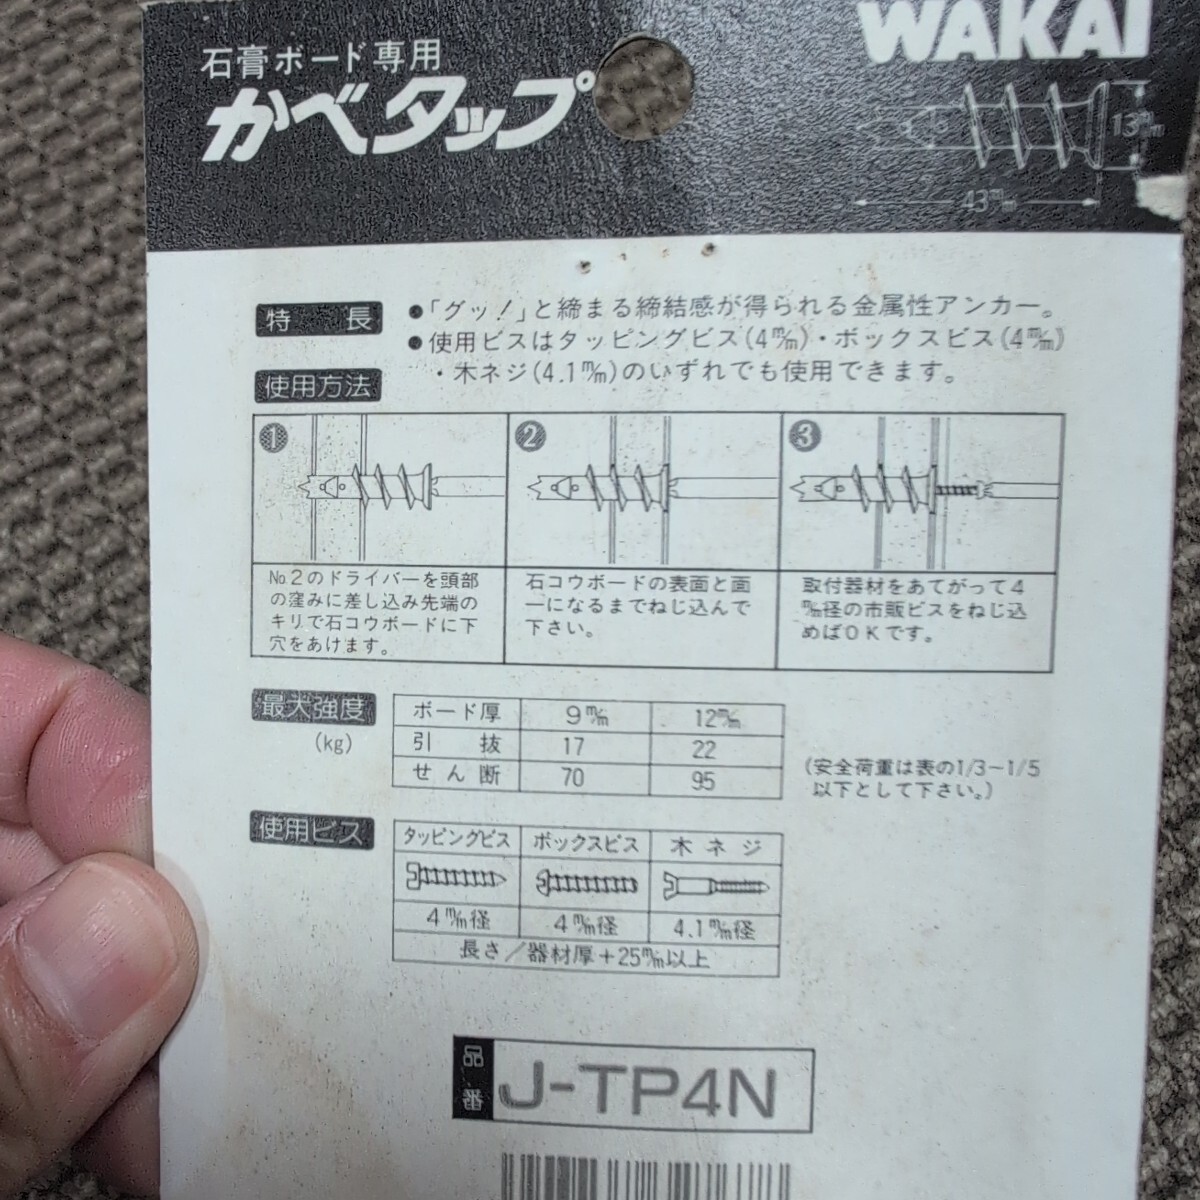 WAKAI
石膏ボード専用
かべタップ
13㎜
43㎜
特 長
●「グッ!」と締まる締結感が得られる金属性アンカー。
●使用ビスはタッピングビス(4㎜)・ボックスビス(4㎜)
・木ネジ(4.1㎜)のいずれでも使用できます。
使用方法
❶
No.2のドライバーを頭部
の窪みに差し込み先端の
キリで石コウボードに下
穴をあけます。
❷
石コウボードの表面と面
一になるまでねじ込んで
下さい。
❸
取付器材をあてがって4
㎜径の市販ビスをねじ込
めばOKです。
最大強度
(kg)
ボード厚 9㎜ 12㎜
引 抜 17 22
せん断 70 95
(安全荷重は表の1/3~1/5
以下として下さい。)
使用ビス
タッピングビス ボックスビス 木ネジ
4㎜径 4㎜径 4.1㎜径
長さ/器材厚+25㎜以上
品番 J-TP4N